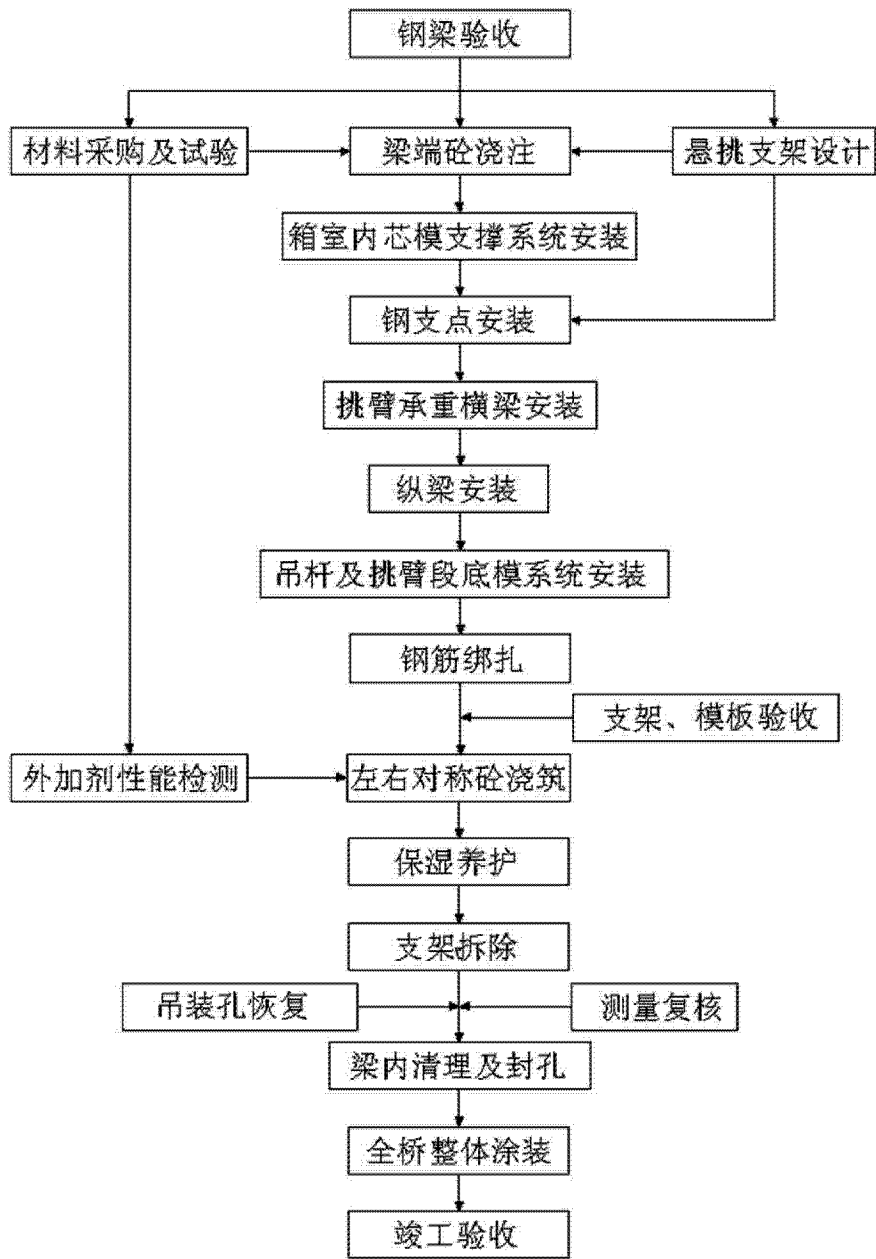 钢梁验收
材料采购及试验
梁端砼浇注
悬挑支架设计
箱室内芯模支撑系统安装
钢支点安装
挑臂承重横梁安装
纵梁安装
吊杆及挑臂段底模系统安装
钢筋绑扎
支架、模板验收
外加剂性能检测
左右对称砼浇筑
保湿养护
支架拆除
吊装孔恢复
测量复核
梁内清理及封孔
全桥整体涂装
竣工验收